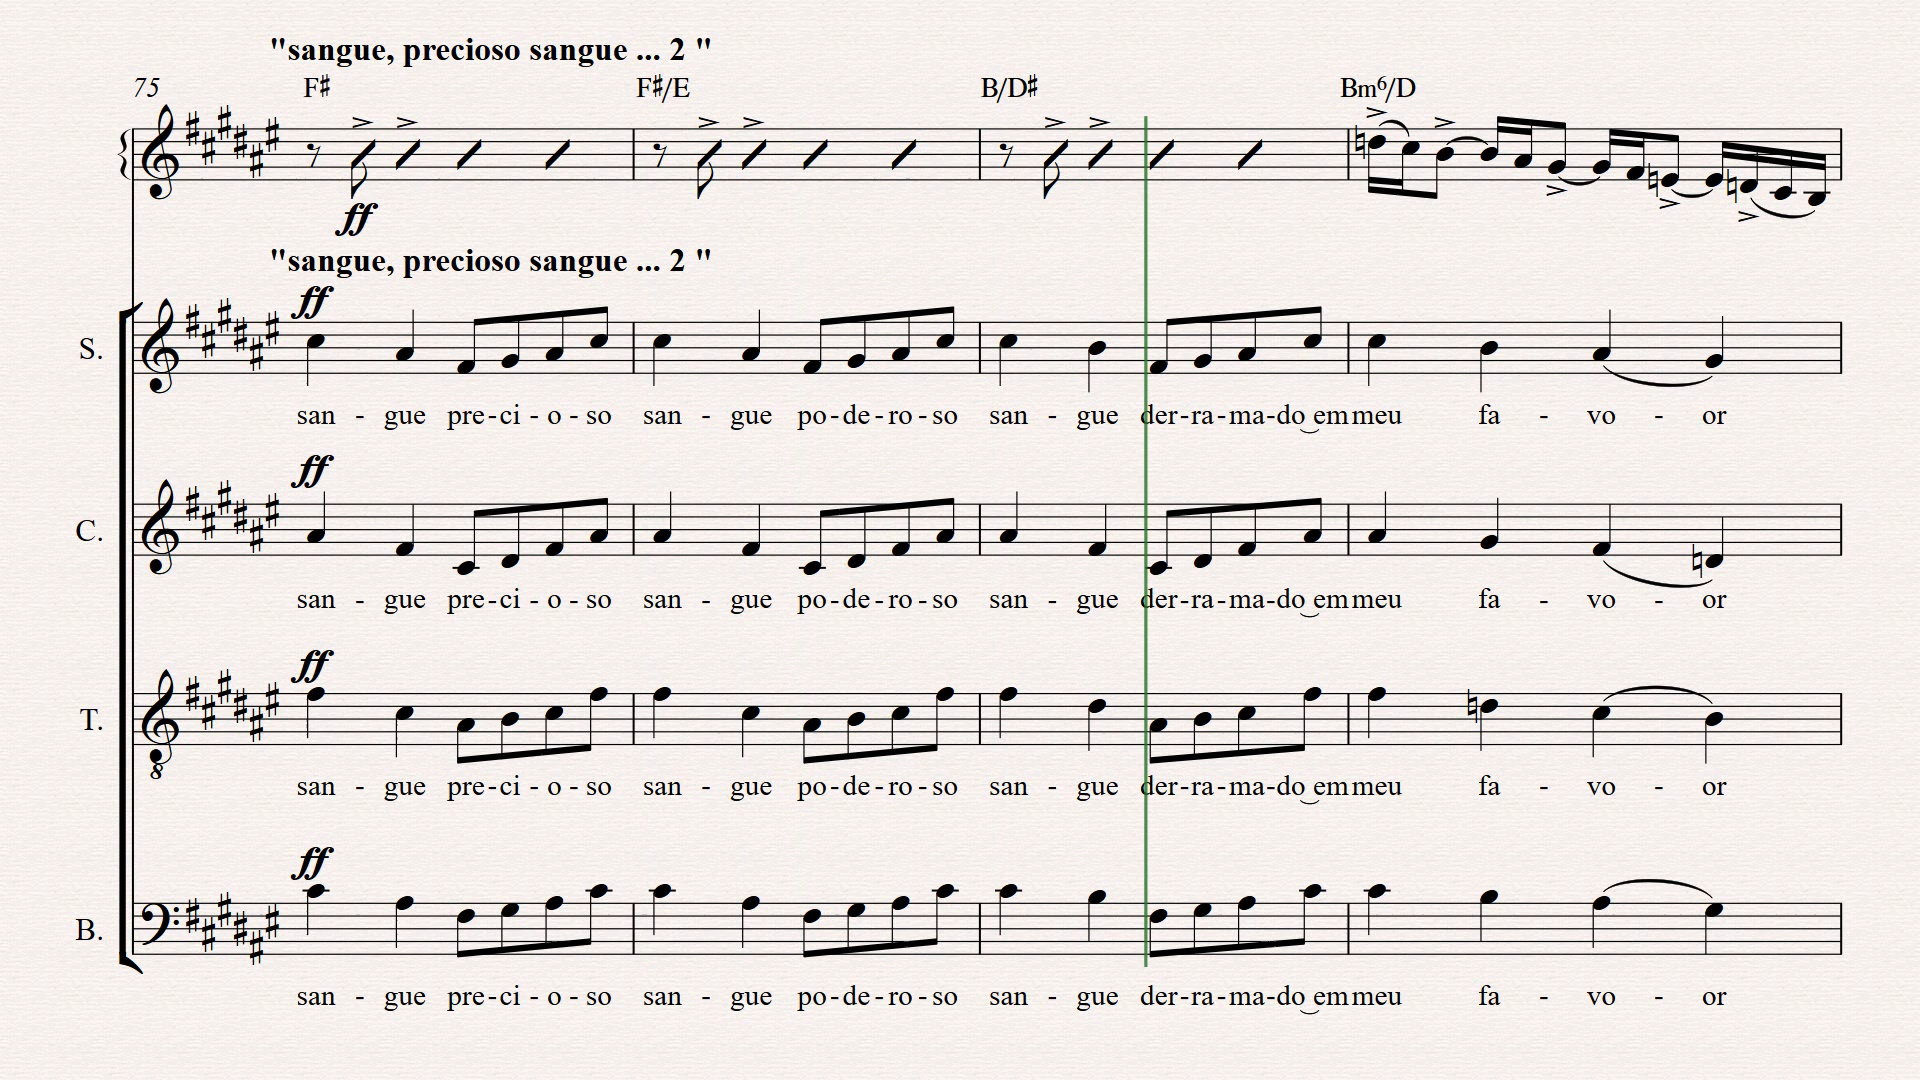 "sangue, precioso sangue ... 2 "
75 F♯ F♯/E B/D♯ Bm6/D
ff
"sangue, precioso sangue ... 2 "
ff
S.
san - gue pre - ci - o - so san - gue po - de - ro - so san - gue der - ra - ma - do‿em meu fa - vo - or
ff
C.
san - gue pre - ci - o - so san - gue po - de - ro - so san - gue der - ra - ma - do‿em meu fa - vo - or
ff
T.
8
san - gue pre - ci - o - so san - gue po - de - ro - so san - gue der - ra - ma - do‿em meu fa - vo - or
ff
B.
san - gue pre - ci - o - so san - gue po - de - ro - so san - gue der - ra - ma - do‿em meu fa - vo - or